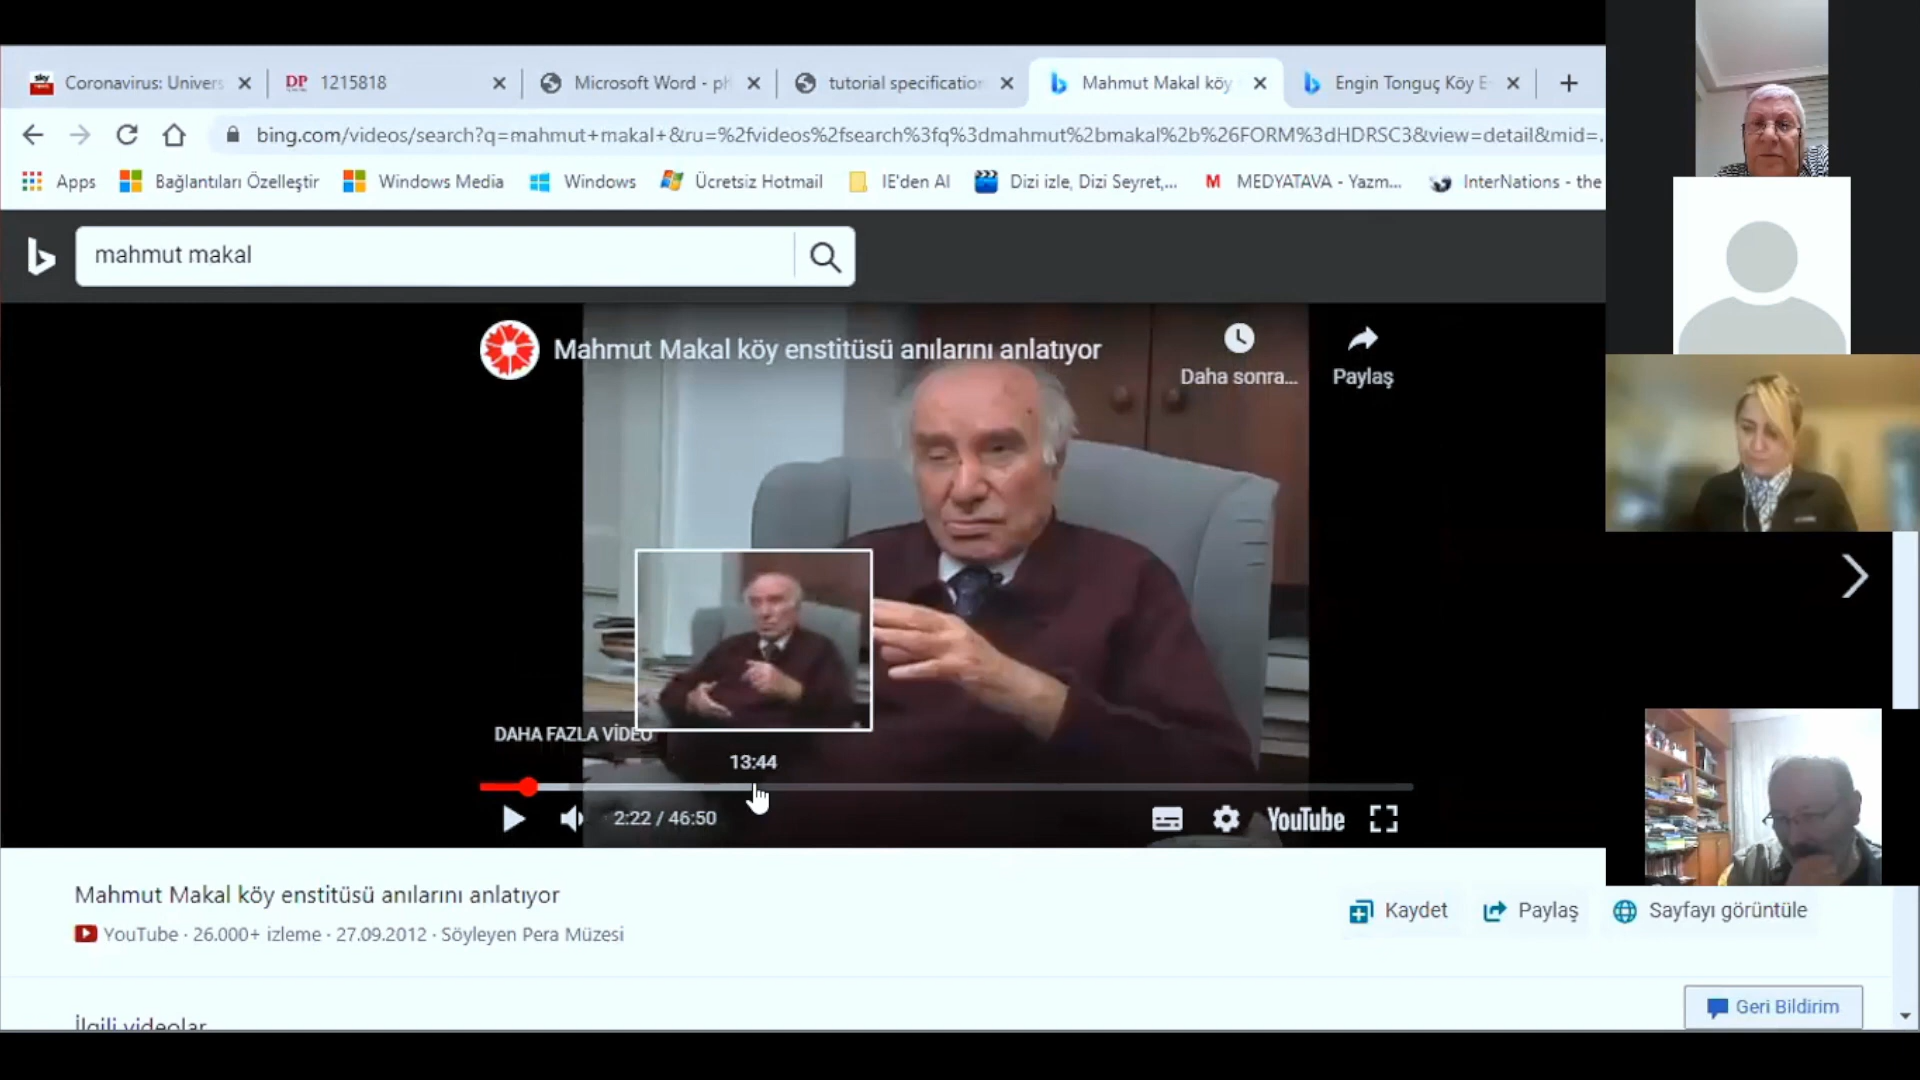 Coronavirus: Univers
DP 1215818
Microsoft Word - ph
tutorial specification
Mahmut Makal köy
Engin Tonguç Köy E
bing.com/videos/search?q=mahmut+makal+&ru=%2fvideos%2fsearch%3fq%3dmahmut%2bmakal%2b%26FORM%3dHDRSC3&view=detail&mid=...
Apps
Bağlantıları Özelleştir
Windows Media
Windows
Ücretsiz Hotmail
IE'den Al
Dizi izle, Dizi Seyret,...
MEDYATAVA - Yazm...
InterNations - the
mahmut makal
Mahmut Makal köy enstitüsü anılarını anlatıyor
Daha sonra...
Paylaş
DAHA FAZLA VİDEO
13:44
2:22 / 46:50
YouTube
Mahmut Makal köy enstitüsü anılarını anlatıyor
YouTube · 26.000+ izleme · 27.09.2012 · Söyleyen Pera Müzesi
Kaydet
Paylaş
Sayfayı görüntüle
İlgili videolar
Geri Bildirim